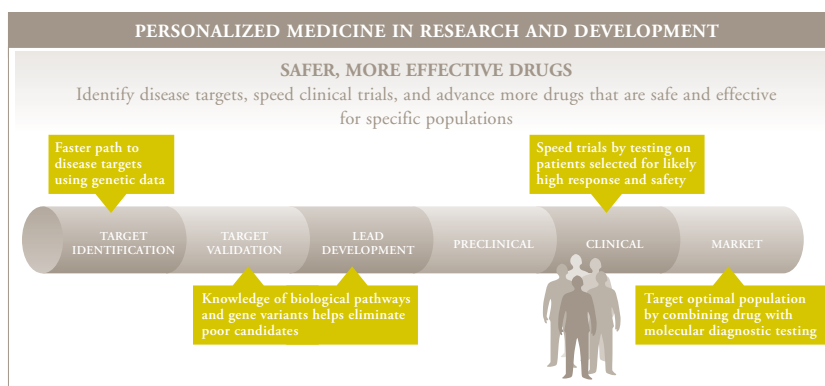 PERSONALIZED MEDICINE IN RESEARCH AND DEVELOPMENT
SAFER, MORE EFFECTIVE DRUGS
Identify disease targets, speed clinical trials, and advance more drugs that are safe and effective
for specific populations
Faster path to
disease targets
using genetic data
Speed trials by testing on
patients selected for likely
high response and safety
TARGET
IDENTIFICATION
TARGET
VALIDATION
LEAD
DEVELOPMENT
PRECLINICAL
CLINICAL
MARKET
Knowledge of biological pathways
and gene variants helps eliminate
poor candidates
Target optimal population
by combining drug with
molecular diagnostic testing